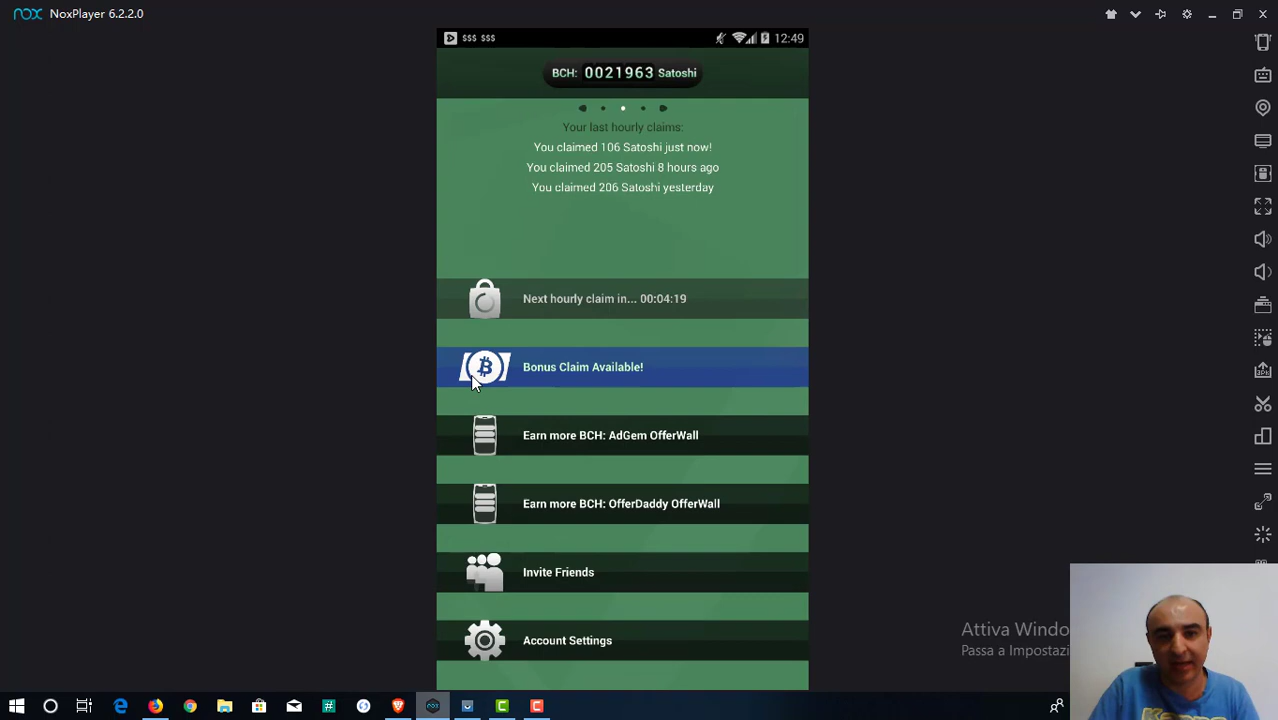 nox NoxPlayer 6.2.2.0
$$$ $$$
12:49
BCH: 0021963 Satoshi
Your last hourly claims:
You claimed 106 Satoshi just now!
You claimed 205 Satoshi 8 hours ago
You claimed 206 Satoshi yesterday
Next hourly claim in... 00:04:19
Bonus Claim Available!
Earn more BCH: AdGem OfferWall
Earn more BCH: OfferDaddy OfferWall
Invite Friends
Account Settings
Attiva Windo
Passa a Impostazi